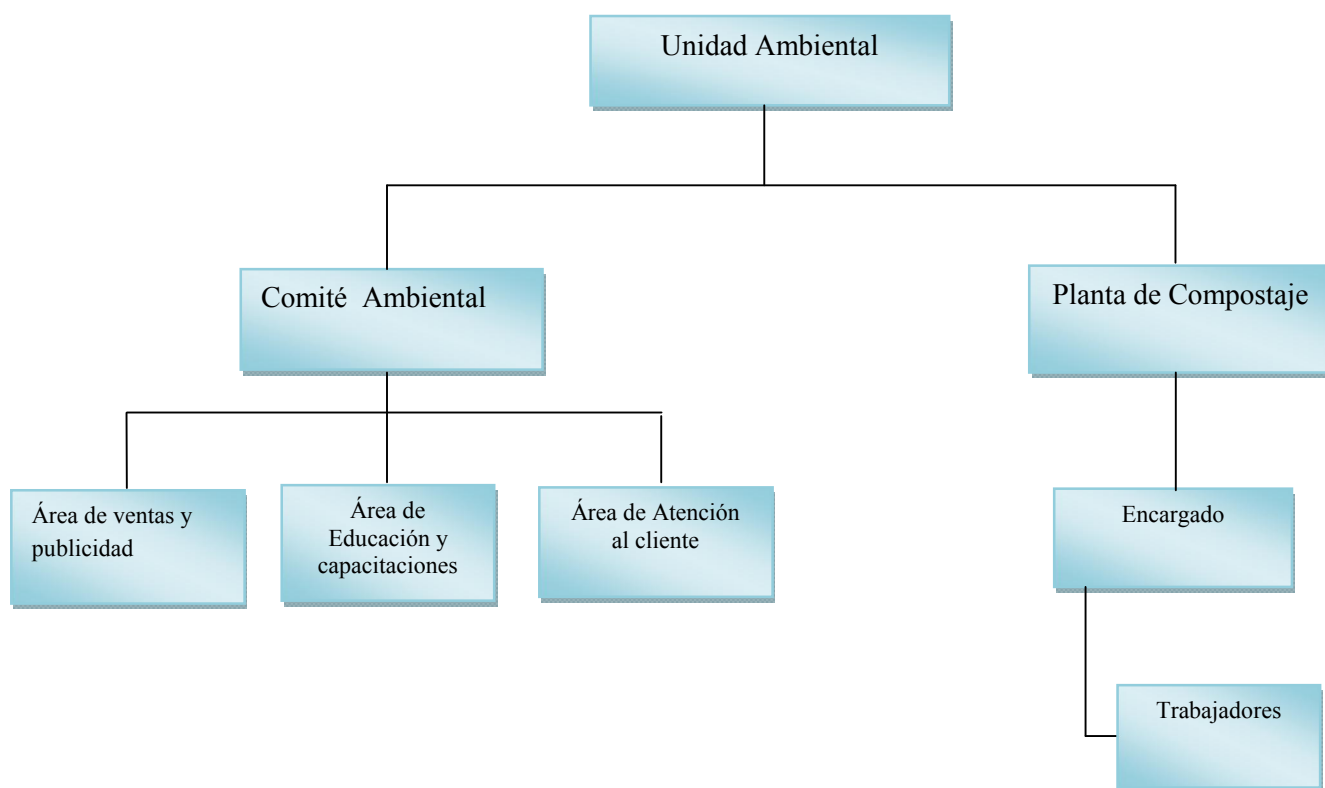 Unidad Ambiental
Comité Ambiental
Planta de Compostaje
Área de ventas y
publicidad
Área de
Educación y
capacitaciones
Área de Atención
al cliente
Encargado
Trabajadores